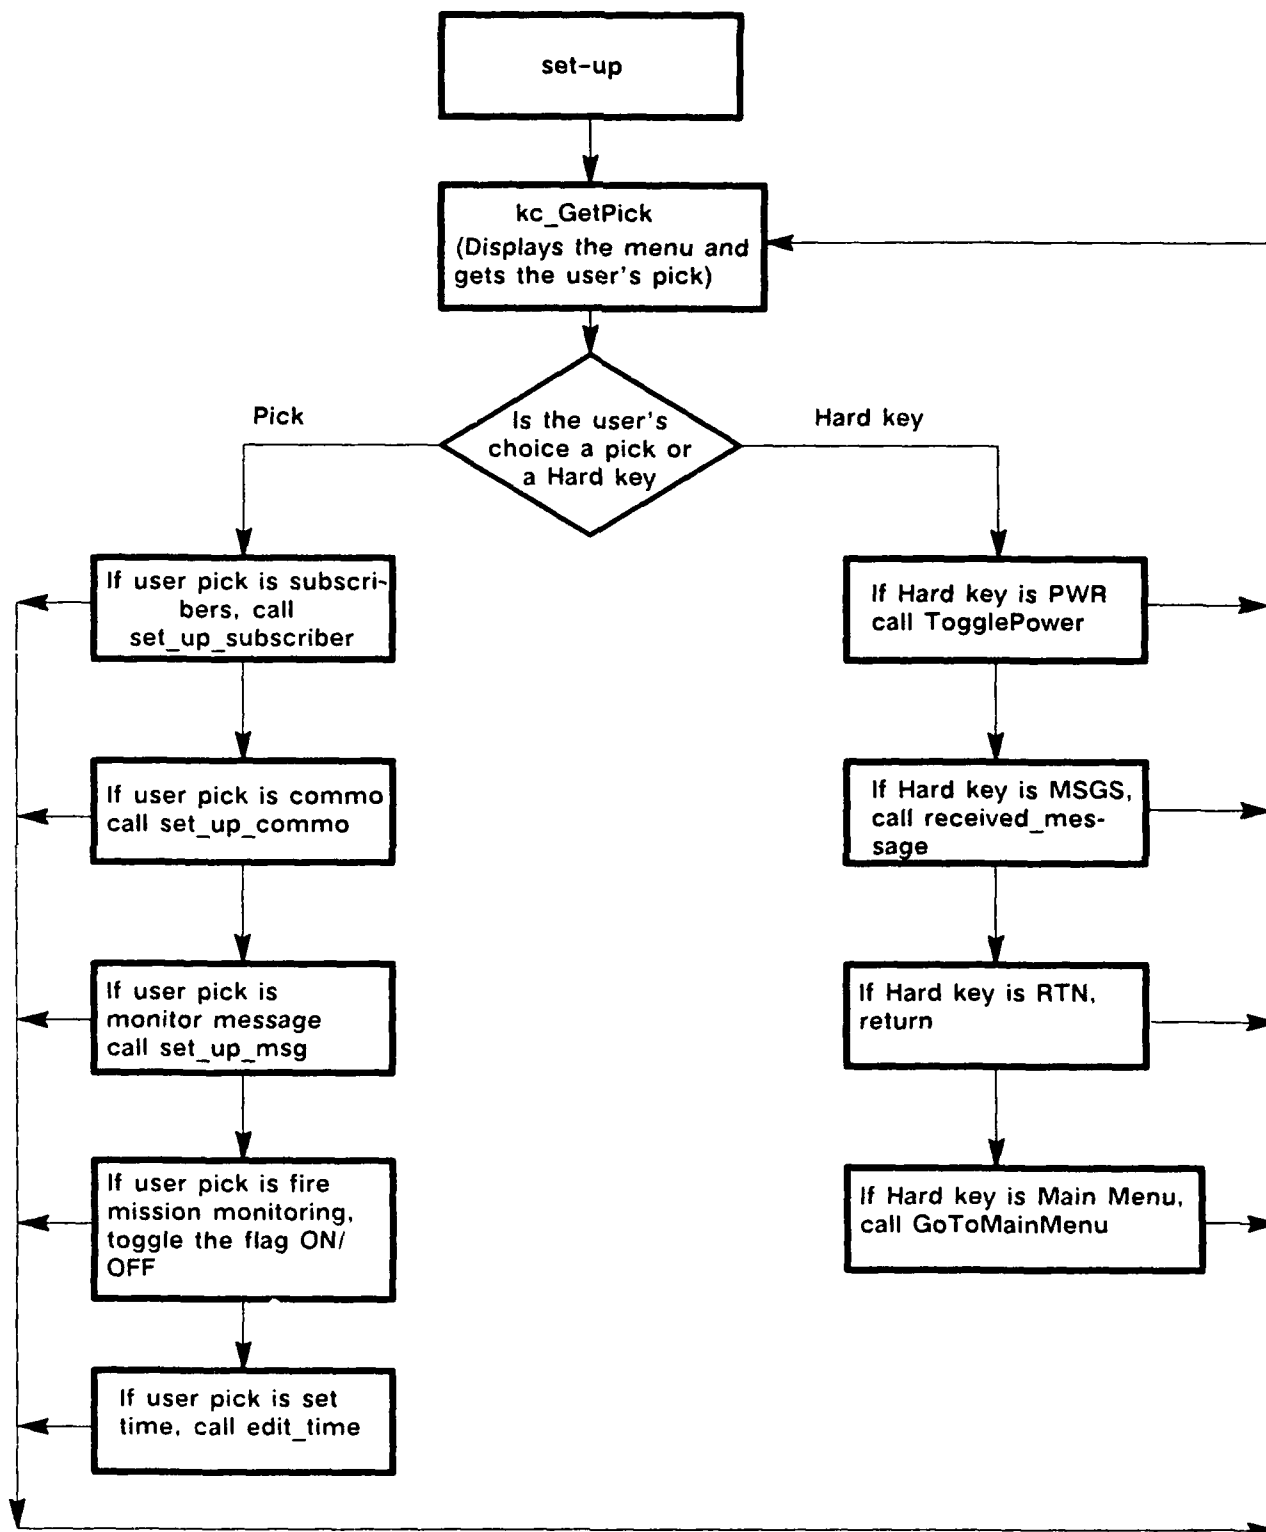 set-up
kc_GetPick
(Displays the menu and
gets the user's pick)
Is the user's
choice a pick or
a Hard key
Pick
Hard key
If user pick is subscri-
bers, call
set_up_subscriber
If user pick is commo
call set_up_commo
If user pick is
monitor message
call set_up_msg
If user pick is fire
mission monitoring,
toggle the flag ON/
OFF
If user pick is set
time, call edit_time
If Hard key is PWR
call TogglePower
If Hard key is MSGS,
call received_mes-
sage
If Hard key is RTN,
return
If Hard key is Main Menu,
call GoToMainMenu